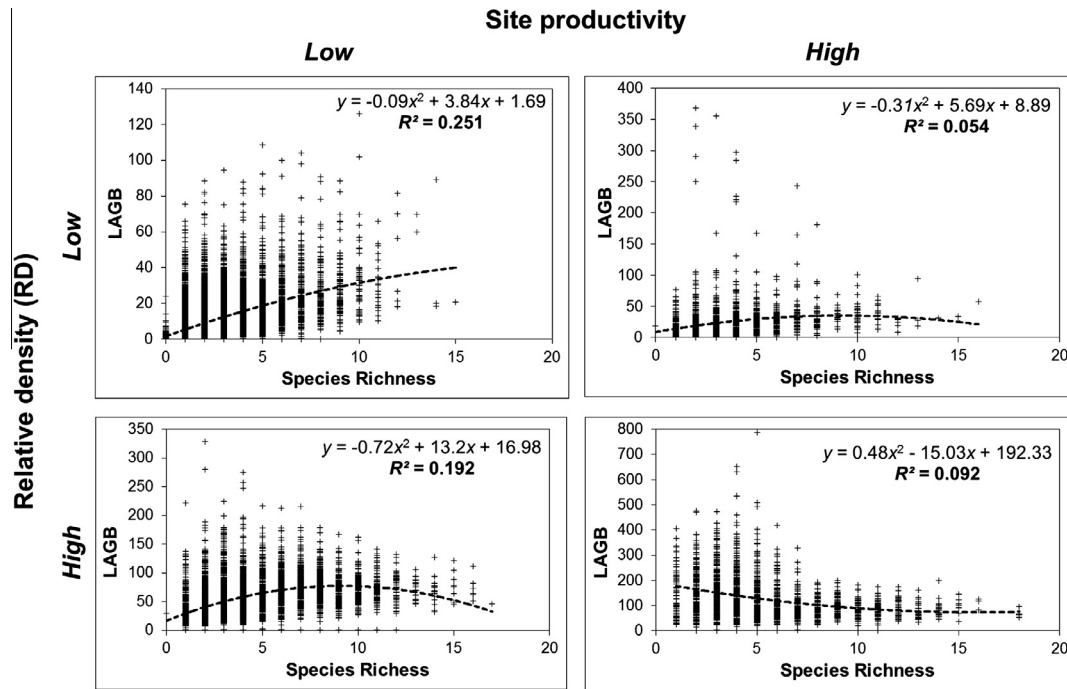 Site productivity
Low
High
Relative density (RD)
Low
High
y = -0.09x² + 3.84x + 1.69
R² = 0.251
140
120
100
80
60
40
20
0
LAGB
0 5 10 15 20
Species Richness
y = -0.31x² + 5.69x + 8.89
R² = 0.054
400
350
300
250
200
150
100
50
0
LAGB
0 5 10 15 20
Species Richness
y = -0.72x² + 13.2x + 16.98
R² = 0.192
350
300
250
200
150
100
50
0
LAGB
0 5 10 15 20
Species Richness
y = 0.48x² - 15.03x + 192.33
R² = 0.092
800
700
600
500
400
300
200
100
0
LAGB
0 5 10 15 20
Species Richness